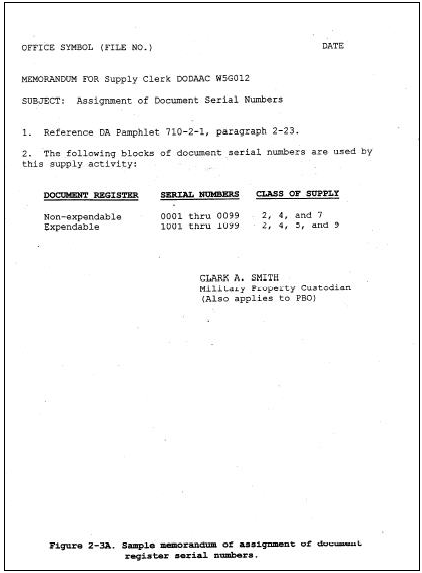 OFFICE SYMBOL (FILE NO.) DATE
MEMORANDUM FOR Supply Clerk DODAAC W5G012
SUBJECT: Assignment of Document Serial Numbers
1. Reference DA Pamphlet 710-2-1, paragraph 2-23.
2. The following blocks of document serial numbers are used by
this supply activity:
DOCUMENT REGISTER SERIAL NUMBERS CLASS OF SUPPLY
Non-expendable 0001 thru 0099 2, 4, and 7
Expendable 1001 thru 1099 2, 4, 5, and 9
CLARK A. SMITH
Military Property Custodian
(Also applies to PBO)
Figure 2-3A. Sample memorandum of assignment of document
register serial numbers.